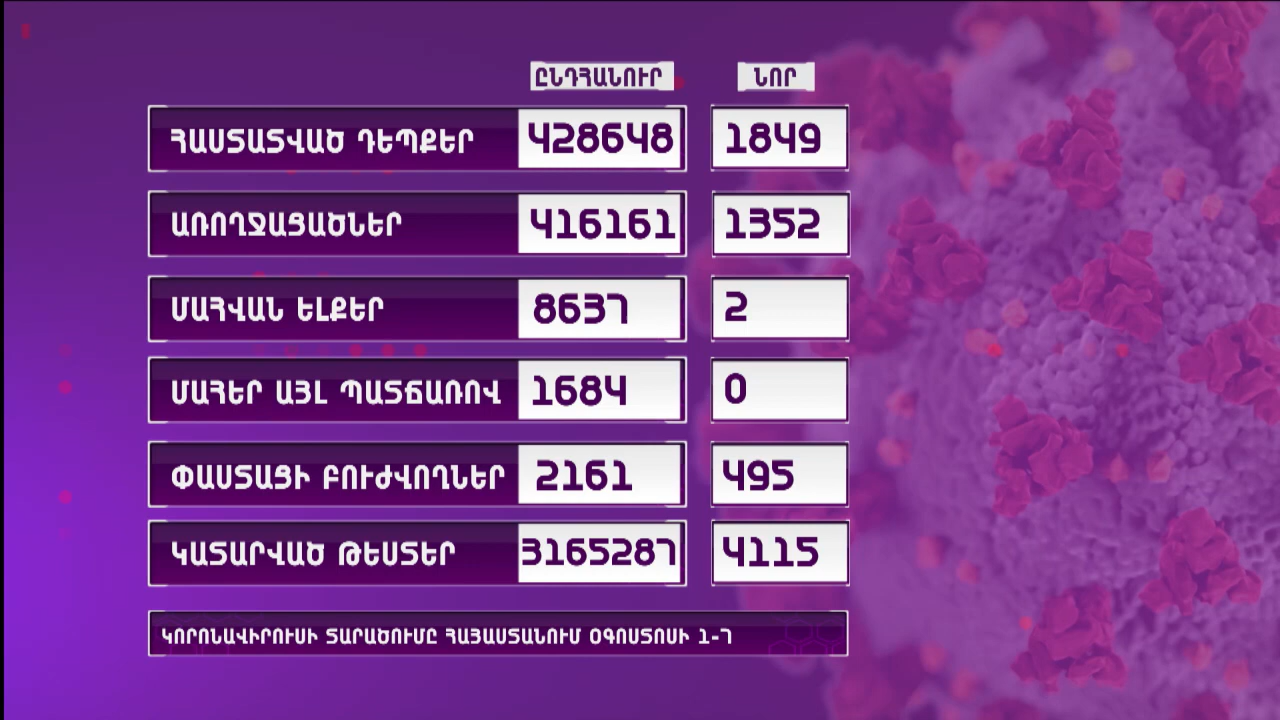 ԸՆԴՀԱՆՈՒՐ ՆՈՐ
ՀԱՍՏԱՏՎԱԾ ԴԵՊՔԵՐ 428648 1849
ԱՌՈՂՋԱՑԱԾՆԵՐ 416161 1352
ՄԱՀՎԱՆ ԵԼՔԵՐ 8637 2
ՄԱՀԵՐ ԱՅԼ ՊԱՏՃԱՌՈՎ 1684 0
ՓԱՍՏԱՑԻ ԲՈՒԺՎՈՂՆԵՐ 2161 495
ԿԱՏԱՐՎԱԾ ԹԵՍՏԵՐ 3165287 4115
ԿՈՐՈՆԱՎԻՐՈՒՍԻ ՏԱՐԱԾՈՒՄԸ ՀԱՅԱՍՏԱՆՈՒՄ ՕԳՈՍՏՈՍԻ 1-7